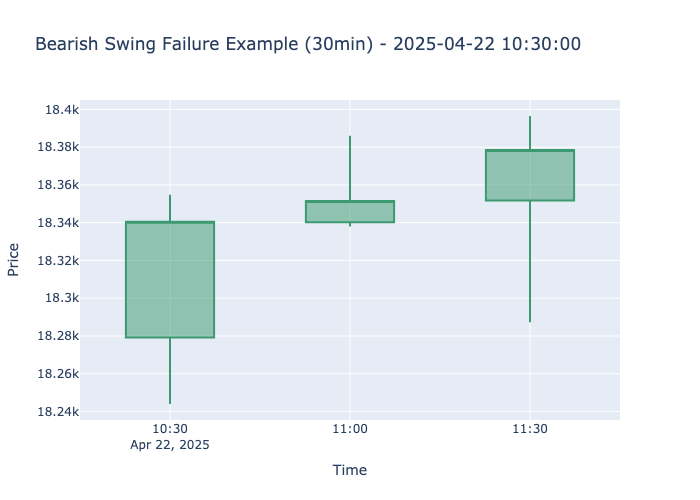 Bearish Swing Failure Example (30min) - 2025-04-22 10:30:00
18.4k
18.38k
18.36k
18.34k
18.32k
18.3k
18.28k
18.26k
18.24k
Price
10:30
Apr 22, 2025
11:00
11:30
Time